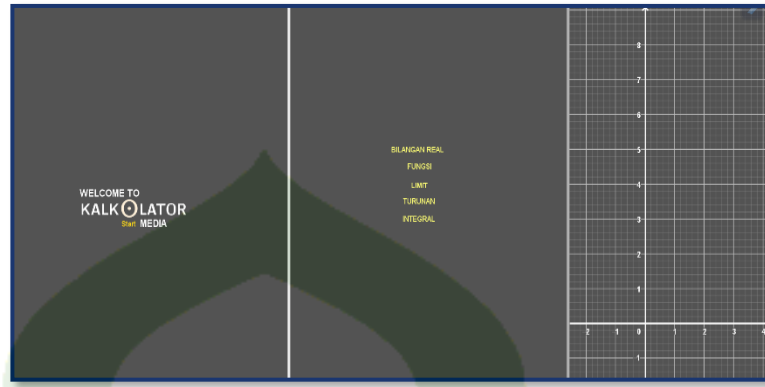 WELCOME TO
KALKOLATOR
Start MEDIA
BILANGAN REAL
FUNGSI
LIMIT
TURUNAN
INTEGRAL
8
7
6
5
4
3
2
1
2 1 0 1 2 3 4
1